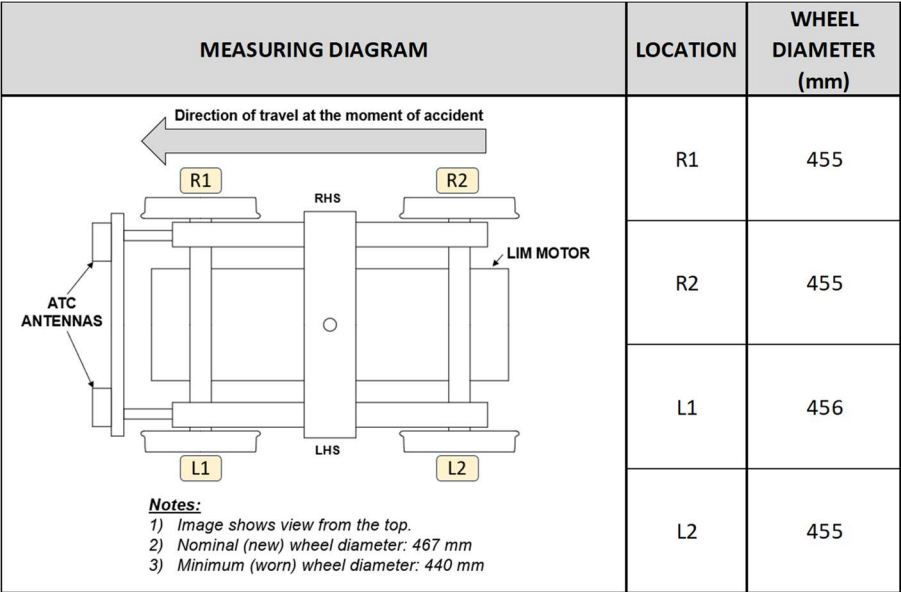 MEASURING DIAGRAM
LOCATION
WHEEL
DIAMETER
(mm)
Direction of travel at the moment of accident
R1
R2
RHS
LIM MOTOR
ATC
ANTENNAS
LHS
L1
L2
Notes:
1) Image shows view from the top.
2) Nominal (new) wheel diameter: 467 mm
3) Minimum (worn) wheel diameter: 440 mm
R1 455
R2 455
L1 456
L2 455